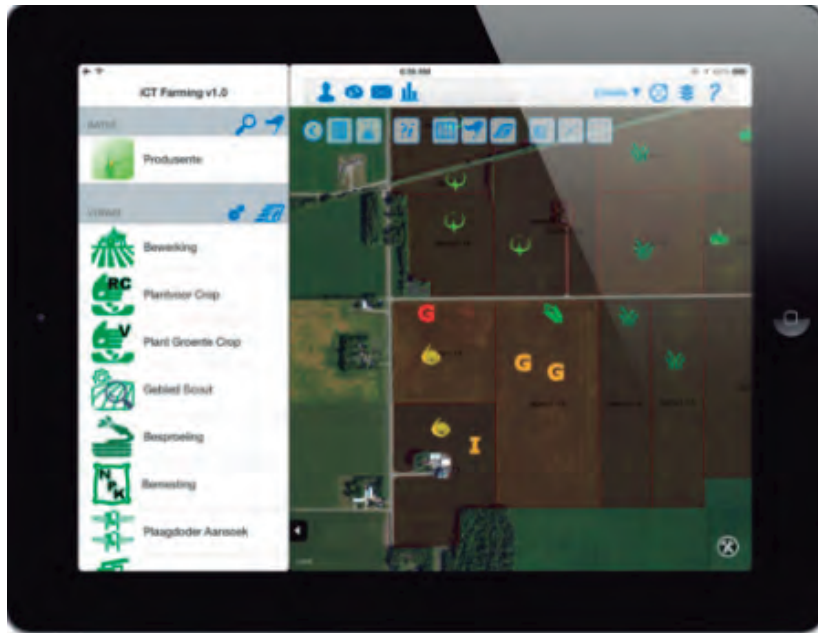 iCT Farming v1.0
Produsente
Bewerking
RC
Plantvoor Crop
V
Plant Groente Crop
Gebied Scout
Besproeiing
N
P
K
Bemesting
Plaagdoder Aansoek
?i
?
G
G
G
I